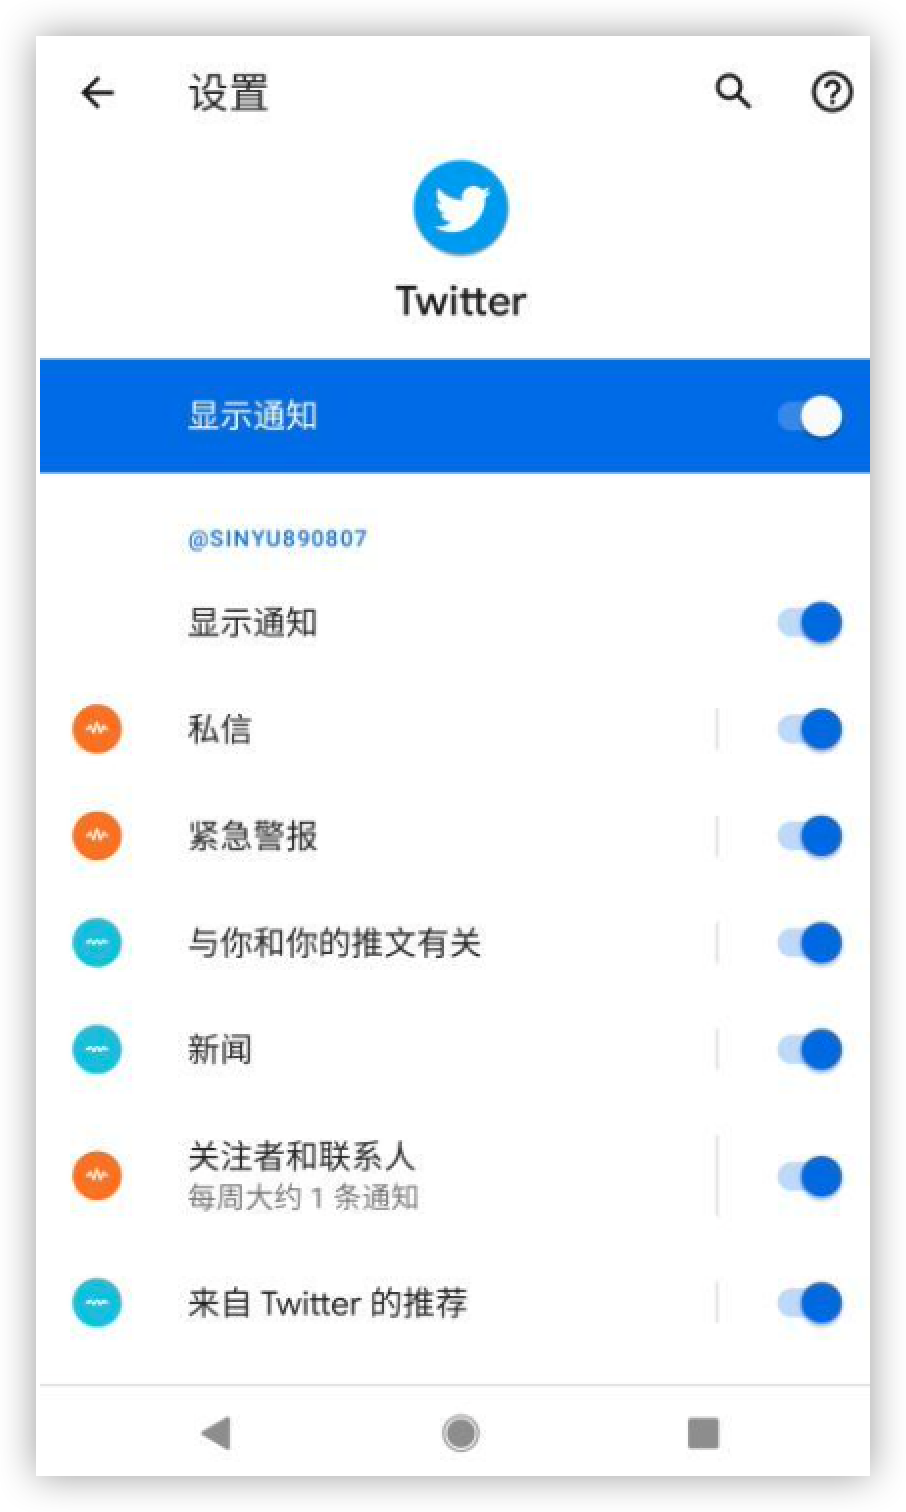 设置
Twitter
显示通知
@SINYU890807
显示通知
私信
紧急警报
与你和你的推文有关
新闻
关注者和联系人
每周大约 1 条通知
来自 Twitter 的推荐